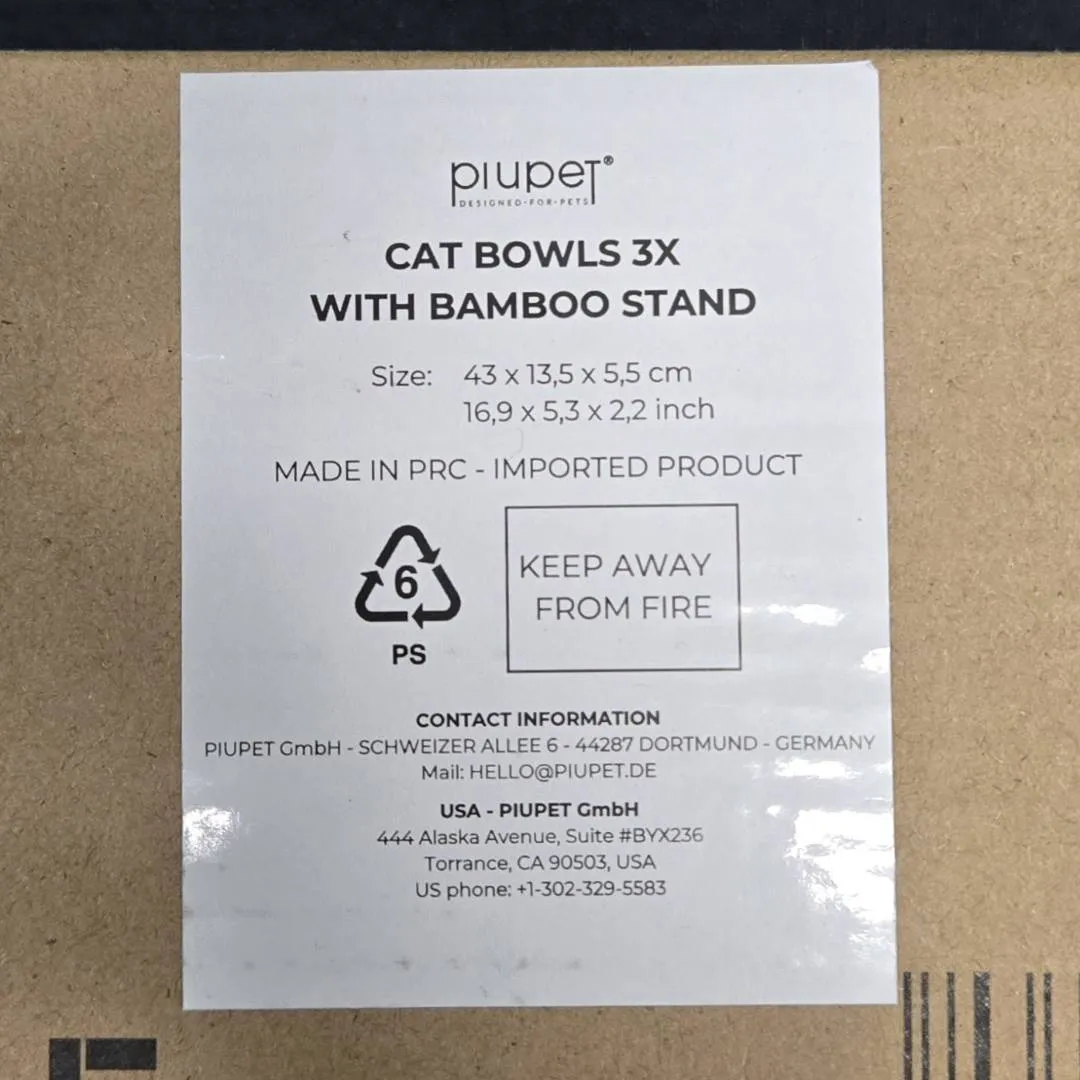 piupet®
DESIGNED-FOR-PETS
CAT BOWLS 3X
WITH BAMBOO STAND
Size: 43 x 13,5 x 5,5 cm
16,9 x 5,3 x 2,2 inch
MADE IN PRC - IMPORTED PRODUCT
6
PS
KEEP AWAY
FROM FIRE
CONTACT INFORMATION
PIUPET GmbH - SCHWEIZER ALLEE 6 - 44287 DORTMUND - GERMANY
Mail: HELLO@PIUPET.DE
USA - PIUPET GmbH
444 Alaska Avenue, Suite #BYX236
Torrance, CA 90503, USA
US phone: +1-302-329-5583